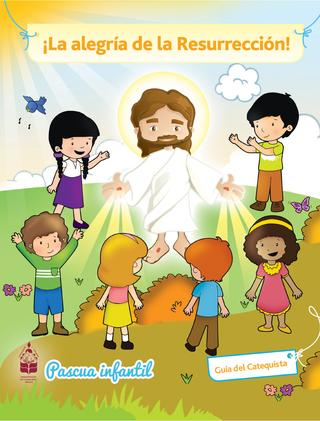 ¡La alegría de la Resurrección!
Pascua infantil
Guía del Catequista